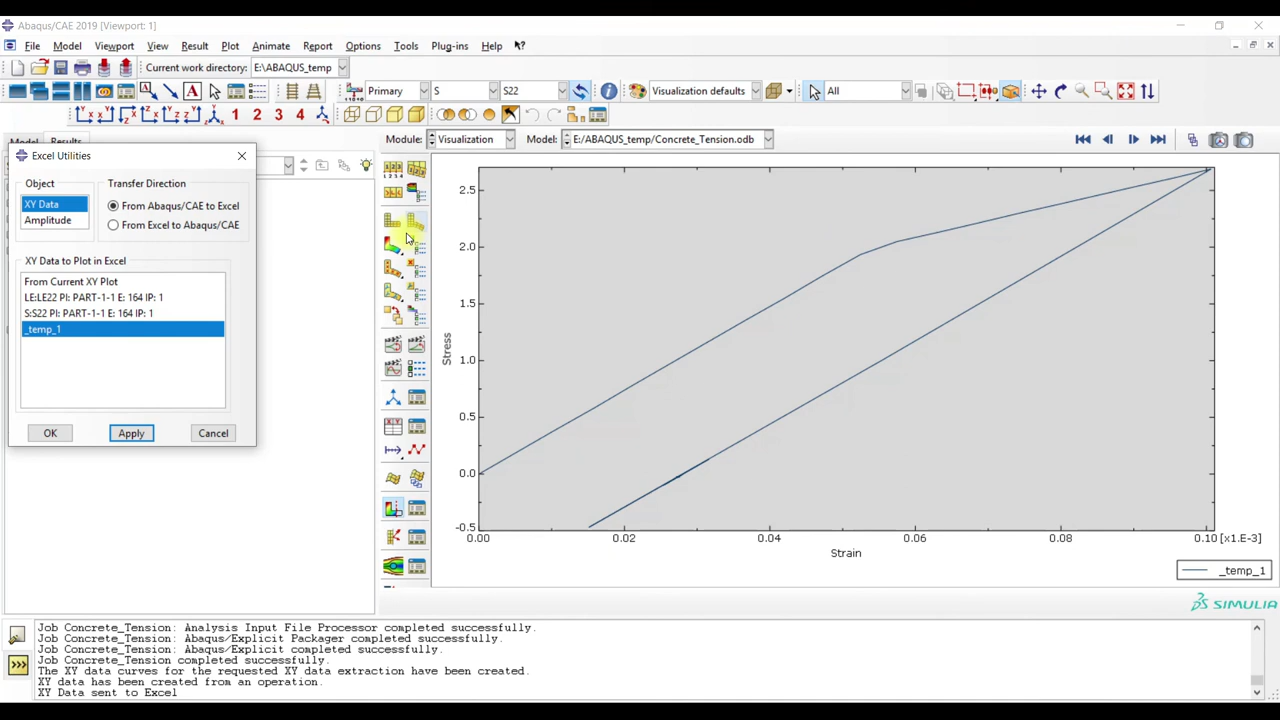 Abaqus/CAE 2019 [Viewport: 1]
File Model Viewport View Result Plot Animate Report Options Tools Plug-ins Help
Current work directory: E:\ABAQUS_temp
Primary S S22 Visualization defaults All
1 2 3 4
Model Results Module: Visualization Model: E:/ABAQUS_temp/Concrete_Tension.odb
Excel Utilities
Object Transfer Direction
XY Data From Abaqus/CAE to Excel
Amplitude From Excel to Abaqus/CAE
XY Data to Plot in Excel
From Current XY Plot
LE:LE22 PI: PART-1-1 E: 164 IP: 1
S:S22 PI: PART-1-1 E: 164 IP: 1
_temp_1
OK Apply Cancel
2.5
2.0
1.5
1.0
0.5
0.0
-0.5
Stress
0.00 0.02 0.04 0.06 0.08 0.10 [x1.E-3]
Strain
_temp_1
SIMULIA
Job Concrete_Tension: Analysis Input File Processor completed successfully.
Job Concrete_Tension: Abaqus/Explicit Packager completed successfully.
Job Concrete_Tension: Abaqus/Explicit completed successfully.
Job Concrete_Tension completed successfully.
The XY data curves for the requested XY data extraction have been created.
XY data has been created from an operation.
XY Data sent to Excel